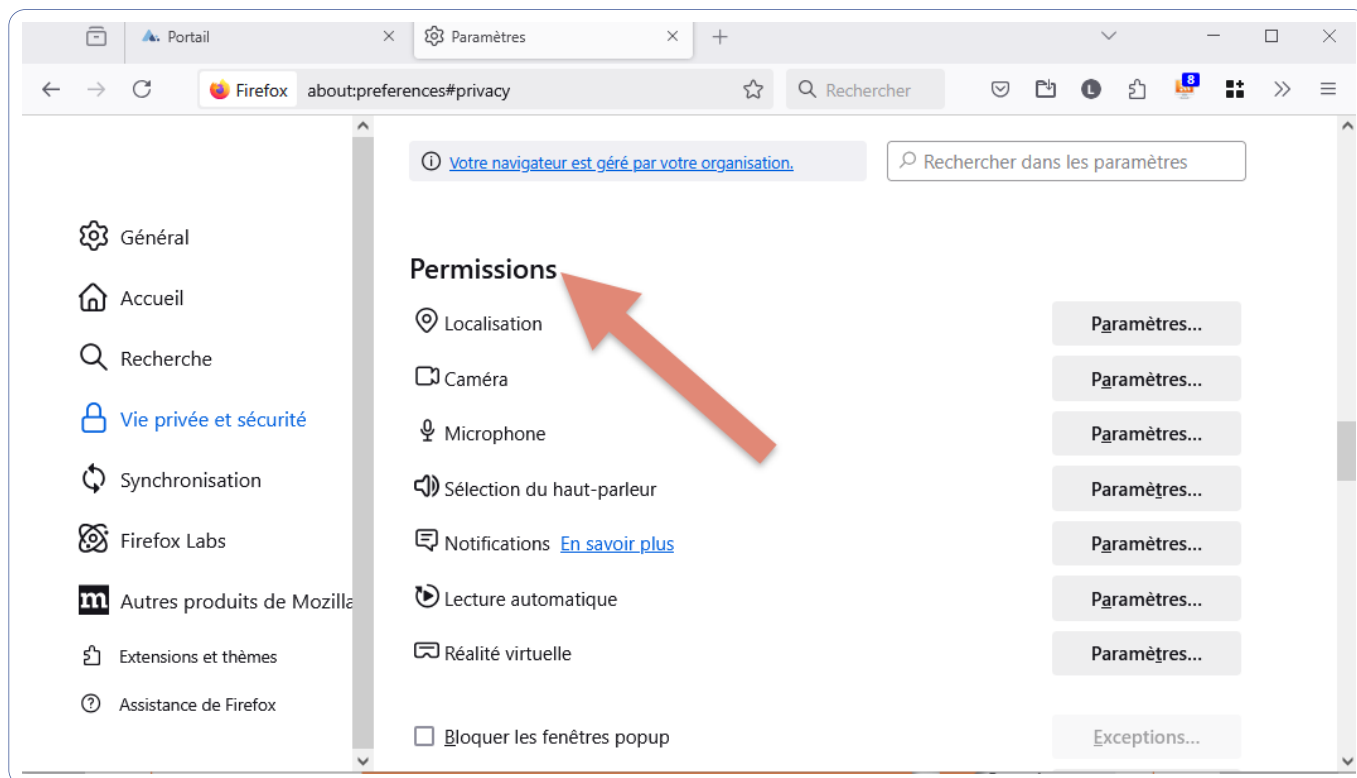 Portail
Paramètres
Firefox about:preferences#privacy
Rechercher
L
8
Votre navigateur est géré par votre organisation.
Rechercher dans les paramètres
Général
Accueil
Recherche
Vie privée et sécurité
Synchronisation
Firefox Labs
m Autres produits de Mozilla
Extensions et thèmes
Assistance de Firefox
Permissions
Localisation Paramètres...
Caméra Paramètres...
Microphone Paramètres...
Sélection du haut-parleur Paramètres...
Notifications En savoir plus Paramètres...
Lecture automatique Paramètres...
Réalité virtuelle Paramètres...
Bloquer les fenêtres popup Exceptions...